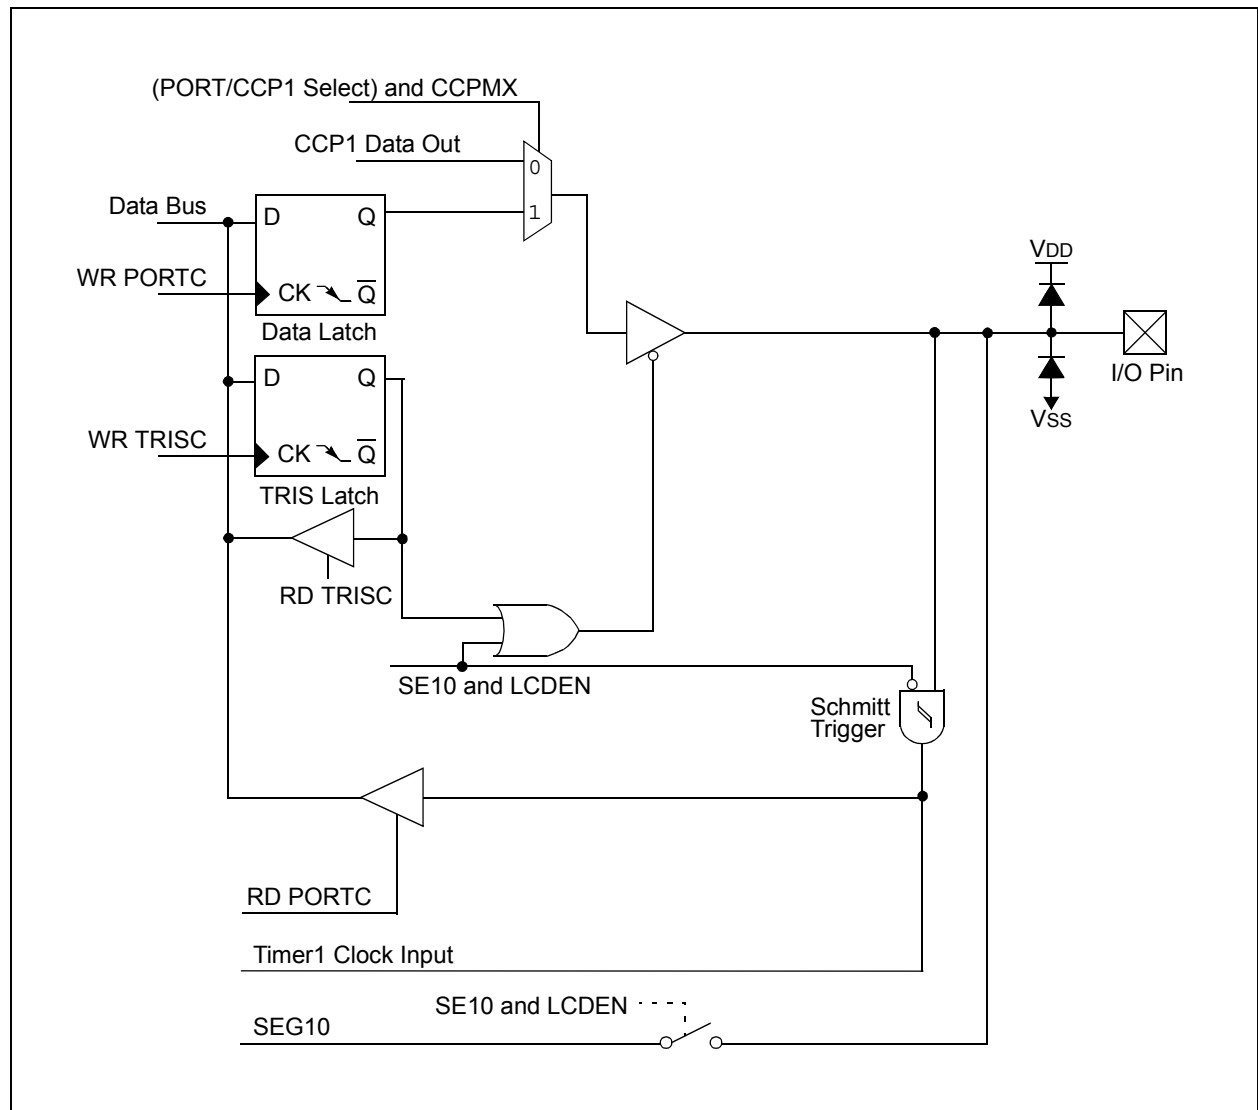 (PORT/CCP1 Select) and CCPMX
CCP1 Data Out
0
Data Bus
D
Q
1
VDD
WR PORTC
CK
Q
Data Latch
D
Q
I/O Pin
VSS
WR TRISC
CK
Q
TRIS Latch
RD TRISC
SE10 and LCDEN
Schmitt
Trigger
RD PORTC
Timer1 Clock Input
SE10 and LCDEN
SEG10